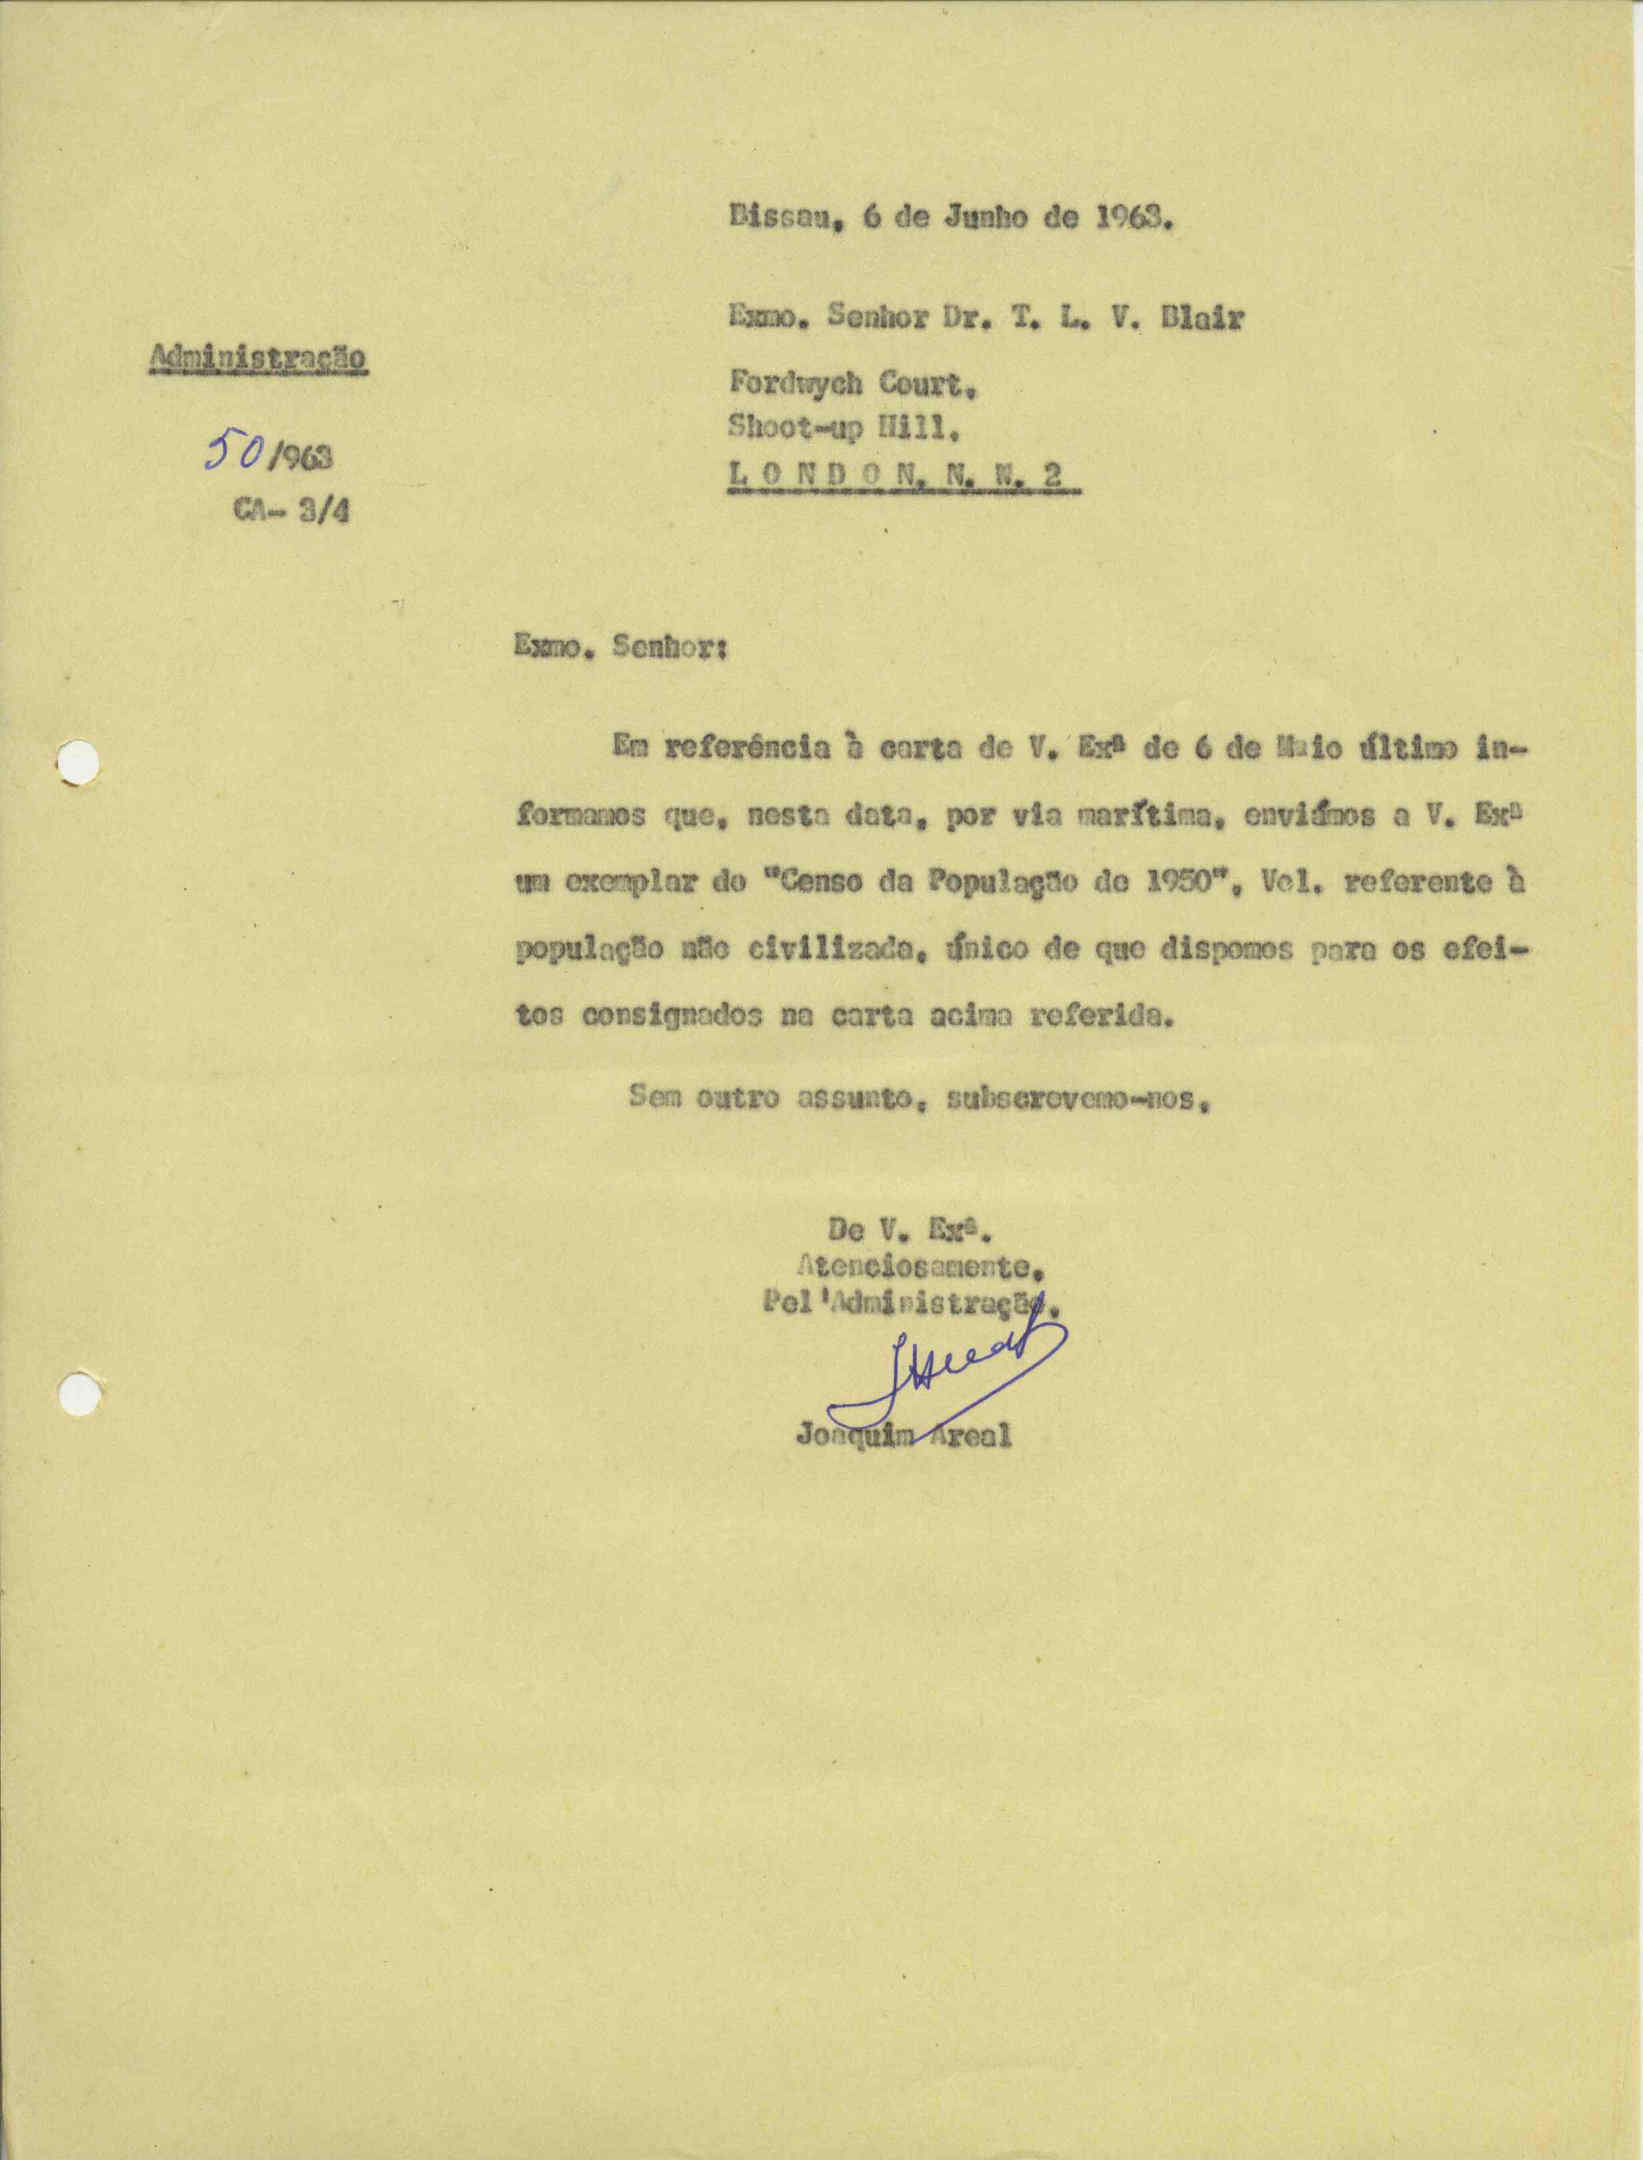 Bissau, 6 de Junho de 1963.
Exmo. Senhor Dr. T. L. V. Blair
Administração
Fordwych Court,
Shoot-up Hill,
50/963
L O N D O N, N. W. 2
CA- 3/4
Exmo. Senhor:
Em referência à carta de V. Exª de 6 de Maio último in-
formamos que, nesta data, por via marítima, enviámos a V. Exª
um exemplar do "Censo da População de 1950", Vol. referente à
população não civilizada, único de que dispomos para os efei-
tos consignados na carta acima referida.
Sem outro assunto, subscrevemo-nos,
De V. Exª.
Atenciosamente,
Pel'Administração,
Joaquim Areal